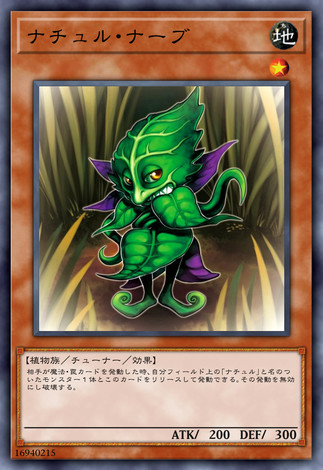 ナチュル・ナーブ
地
【植物族／チューナー／効果】
相手が魔法・罠カードを発動した時、自分フィールド上の「ナチュル」と名のつ
いたモンスター１体とこのカードをリリースして発動できる。その発動を無効
にし破壊する。
ATK/ 200 DEF/ 300
16940215